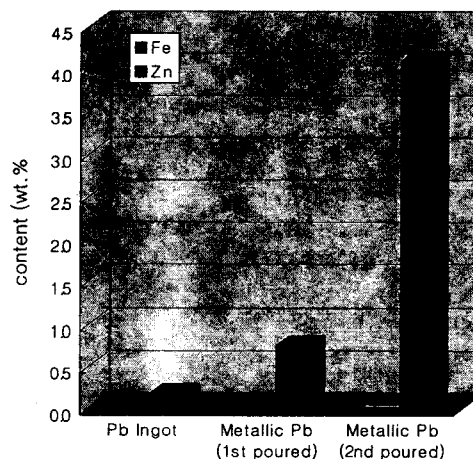 4.5
4.0
3.5
3.0
2.5
2.0
1.5
1.0
0.5
0.0
content (wt.%
Fe
Zn
Pb Ingot
Metallic Pb
(1st poured)
Metallic Pb
(2nd poured)